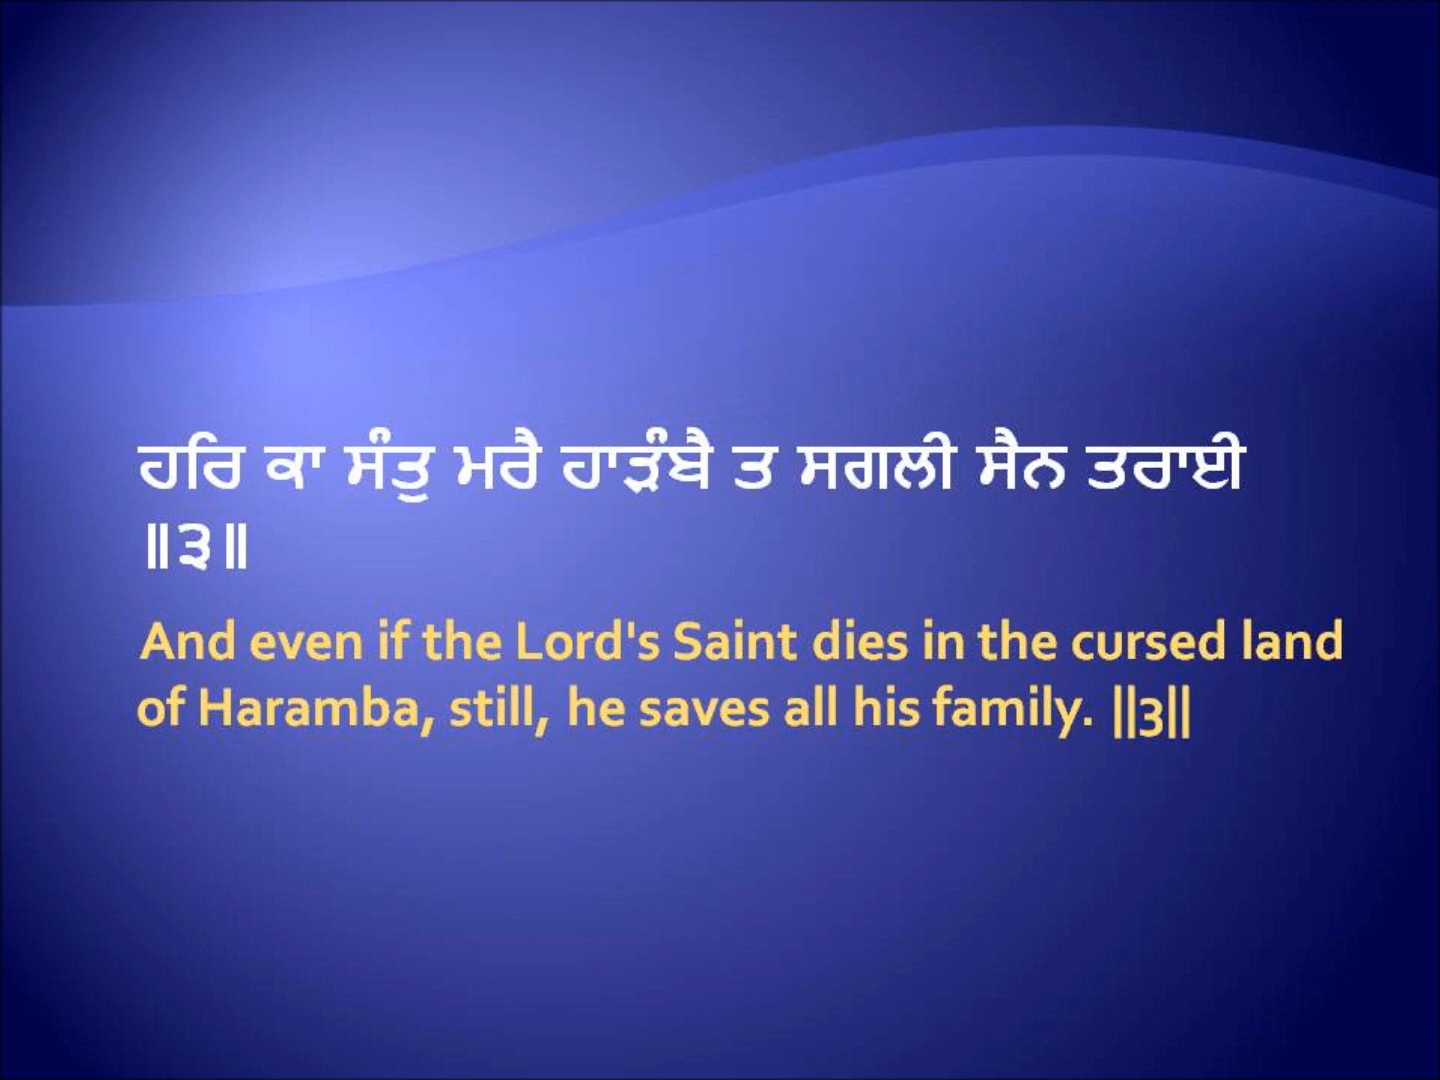 ਹਰਿ ਕਾ ਸੰਤੁ ਮਰੈ ਹਾੜੰਬੈ ਤ ਸਗਲੀ ਸੈਨ ਤਰਾਈ
॥੩॥
And even if the Lord's Saint dies in the cursed land
of Haramba, still, he saves all his family. ||3||